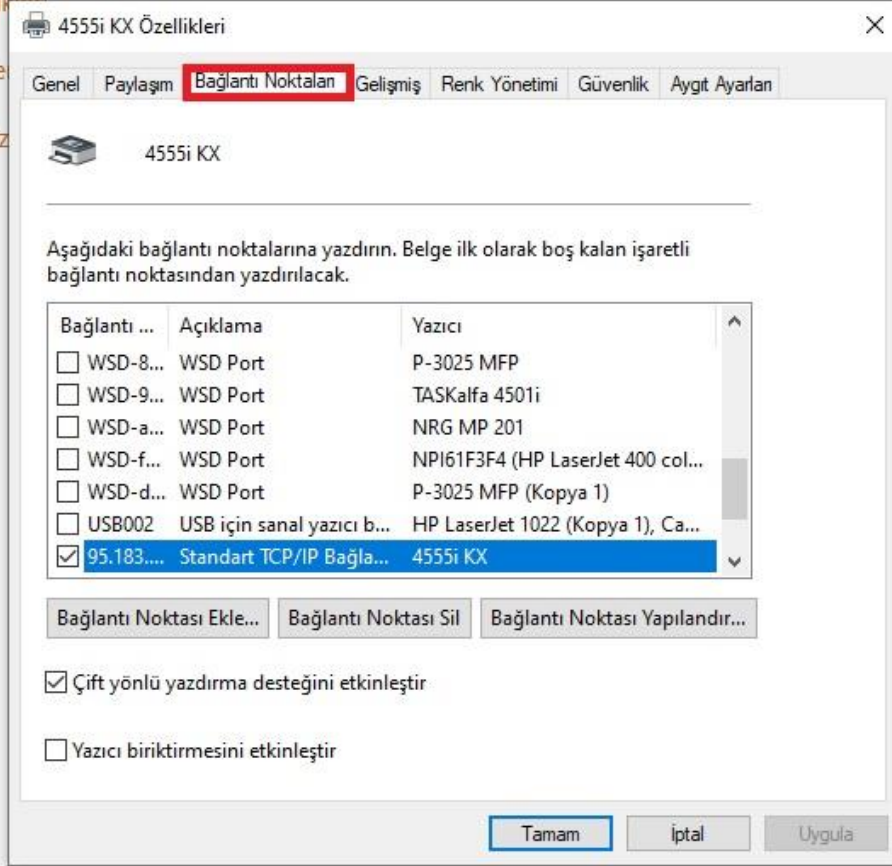 4555i KX Özellikleri
Genel Paylaşım Bağlantı Noktaları Gelişmiş Renk Yönetimi Güvenlik Aygıt Ayarları
4555i KX
Aşağıdaki bağlantı noktalarına yazdırın. Belge ilk olarak boş kalan işaretli
bağlantı noktasından yazdırılacak.
Bağlantı ... Açıklama Yazıcı
WSD-8... WSD Port P-3025 MFP
WSD-9... WSD Port TASKalfa 4501i
WSD-a... WSD Port NRG MP 201
WSD-f... WSD Port NPI61F3F4 (HP LaserJet 400 col...
WSD-d... WSD Port P-3025 MFP (Kopya 1)
USB002 USB için sanal yazıcı b... HP LaserJet 1022 (Kopya 1), Ca...
95.183.... Standart TCP/IP Bağla... 4555i KX
Bağlantı Noktası Ekle... Bağlantı Noktası Sil Bağlantı Noktası Yapılandır...
Çift yönlü yazdırma desteğini etkinleştir
Yazıcı biriktirmesini etkinleştir
Tamam İptal Uygula